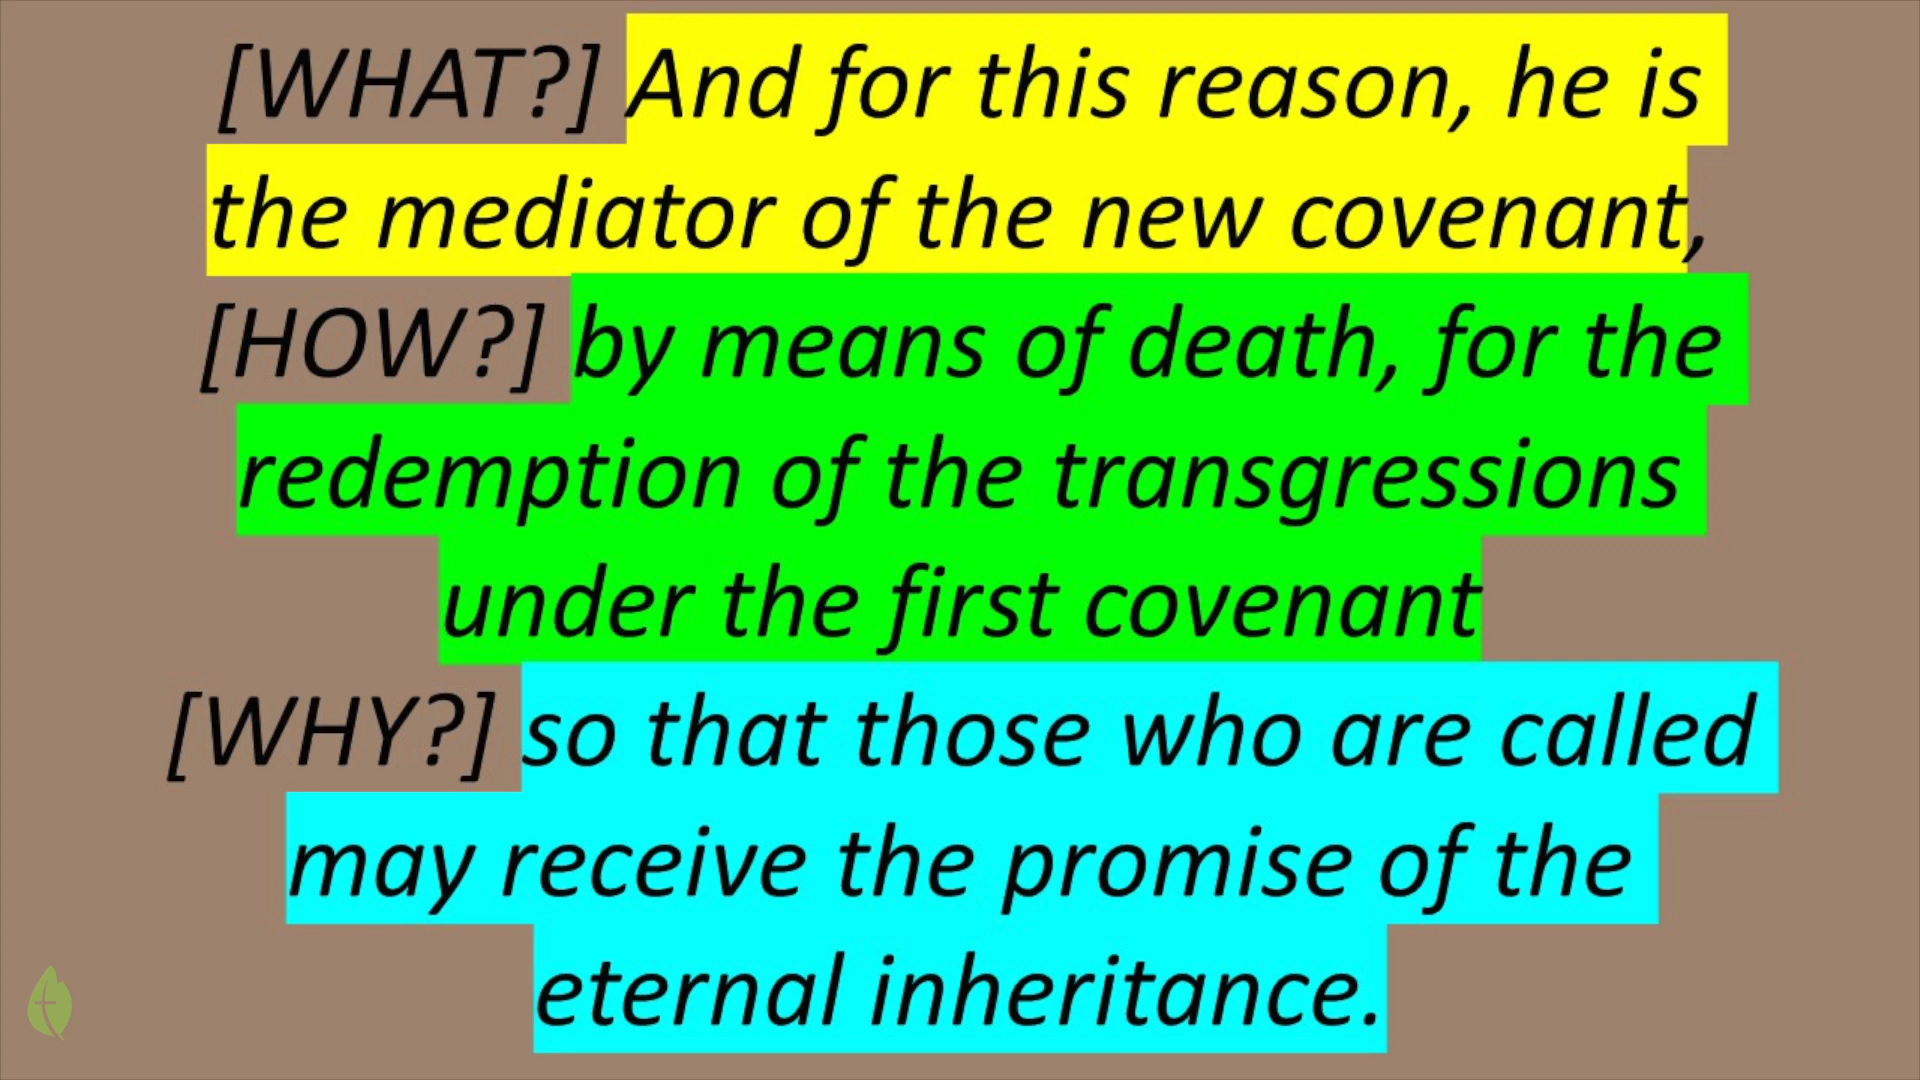 [WHAT?] And for this reason, he is
the mediator of the new covenant,
[HOW?] by means of death, for the
redemption of the transgressions
under the first covenant
[WHY?] so that those who are called
may receive the promise of the
eternal inheritance.